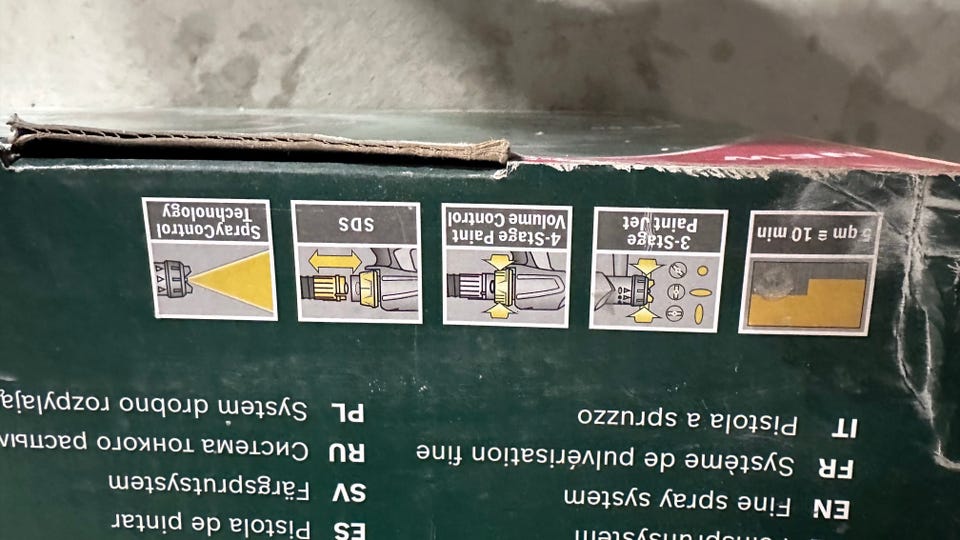 EN Fine spray system
FR Système de pulvérisation fine
IT Pistola a spruzzo
ES Pistola de pintar
SV Färgsprutsystem
RU Система тонкого
PL System drobno
5 qm ≙ 10 min
3-Stage
Paint Jet
4-Stage Paint
Volume Control
SDS
SprayControl
Technology
NEW